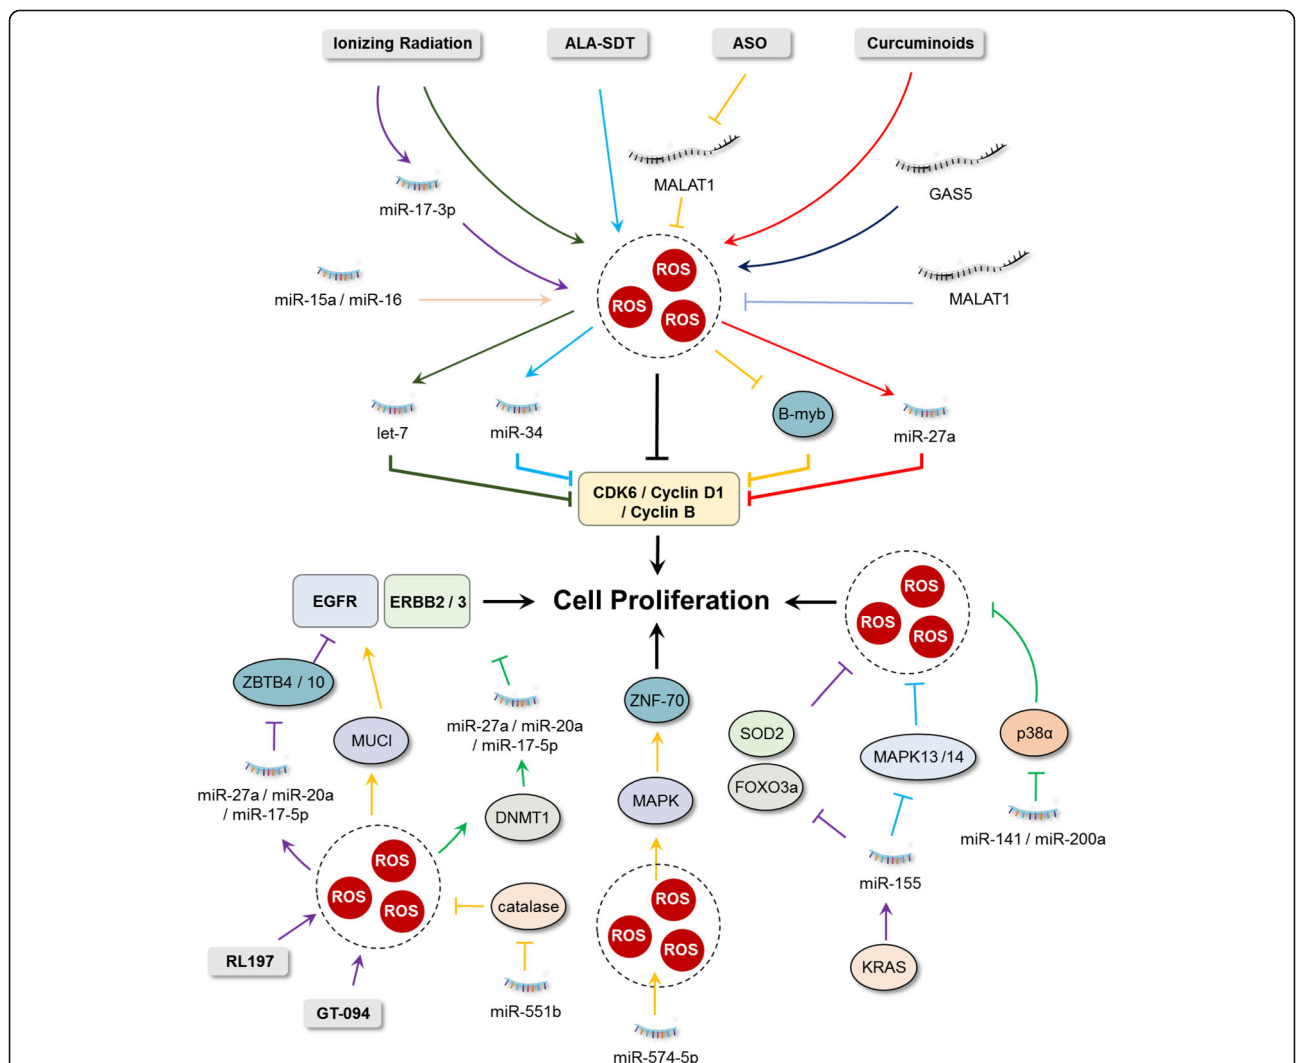 Ionizing Radiation
ALA-SDT
ASO
Curcuminoids
MALAT1
GAS5
miR-17-3p
miR-15a / miR-16
MALAT1
ROS
ROS
ROS
let-7
miR-34
B-myb
miR-27a
CDK6 / Cyclin D1
/ Cyclin B
EGFR
ERBB2 / 3
Cell Proliferation
ROS
ROS
ROS
ZBTB4 / 10
MUCI
miR-27a / miR-20a
/ miR-17-5p
ZNF-70
SOD2
FOXO3a
MAPK13 /14
p38α
miR-27a / miR-20a
/ miR-17-5p
DNMT1
MAPK
miR-141 / miR-200a
miR-155
ROS
ROS
ROS
catalase
ROS
ROS
ROS
KRAS
RL197
GT-094
miR-551b
miR-574-5p